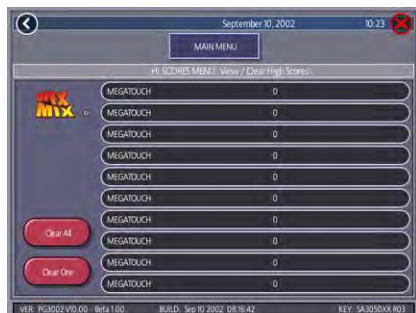 September 10, 2002 10:23
MAIN MENU
HI SCORES MENU: View / Clear High Scores
MIX
MEGATOUCH 0
MEGATOUCH 0
MEGATOUCH 0
MEGATOUCH 0
MEGATOUCH 0
MEGATOUCH 0
MEGATOUCH 0
MEGATOUCH 0
MEGATOUCH 0
MEGATOUCH 0
Clear All
Clear One
VER: PG3002 V10.00 - Beta 1.00 BUILD: Sep 10 2002 08:16:42 KEY: SA3050XX R03